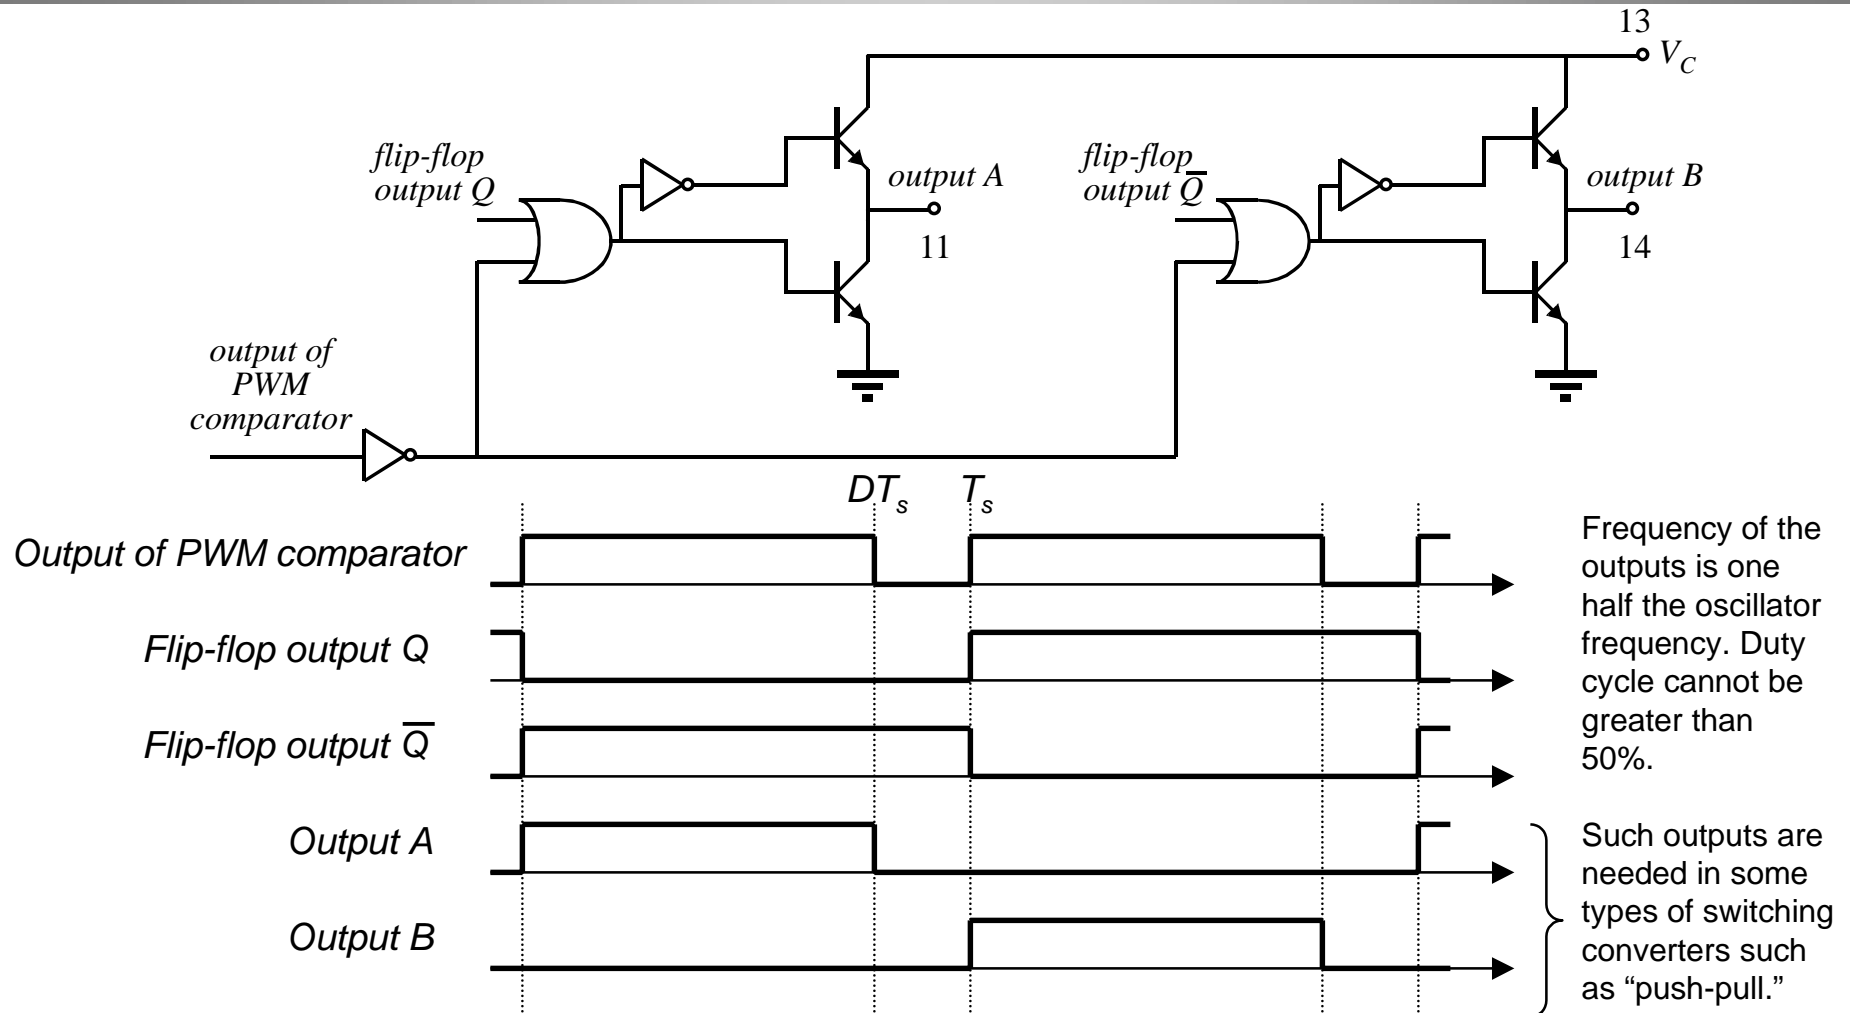 13
V_C
flip-flop
output Q
output A
11
flip-flop
output Q̅
output B
14
output of
PWM
comparator
DT_s
T_s
Output of PWM comparator
Flip-flop output Q
Flip-flop output Q̅
Output A
Output B
Frequency of the
outputs is one
half the oscillator
frequency. Duty
cycle cannot be
greater than
50%.
Such outputs are
needed in some
types of switching
converters such
as “push-pull.”